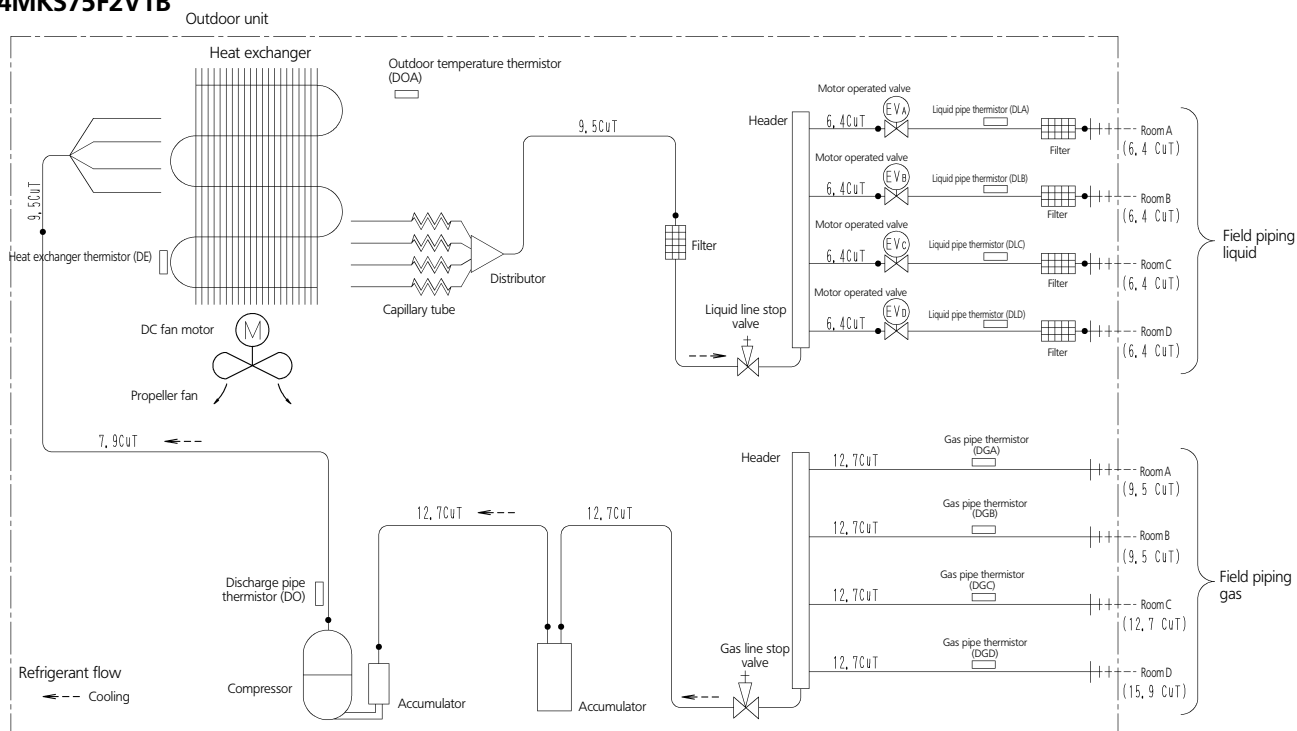 4MKS75F2V1B
Outdoor unit
Heat exchanger
Outdoor temperature thermistor
(DOA)
9.5CuT
9.5CuT
Heat exchanger thermistor (DE)
Capillary tube
Distributor
Filter
Liquid line stop
valve
DC fan motor
M
Propeller fan
Header
Motor operated valve
EVA
6.4CuT
Liquid pipe thermistor (DLA)
Filter
Room A
(6.4 CuT)
Motor operated valve
EVB
6.4CuT
Liquid pipe thermistor (DLB)
Filter
Room B
(6.4 CuT)
Motor operated valve
EVC
6.4CuT
Liquid pipe thermistor (DLC)
Filter
Room C
(6.4 CuT)
Motor operated valve
EVD
6.4CuT
Liquid pipe thermistor (DLD)
Filter
Room D
(6.4 CuT)
Field piping
liquid
7.9CuT
12.7CuT
12.7CuT
Discharge pipe
thermistor (DO)
Compressor
Accumulator
Accumulator
Gas line stop
valve
Header
12.7CuT
Gas pipe thermistor
(DGA)
Room A
(9.5 CuT)
12.7CuT
Gas pipe thermistor
(DGB)
Room B
(9.5 CuT)
12.7CuT
Gas pipe thermistor
(DGC)
Room C
(12.7 CuT)
12.7CuT
Gas pipe thermistor
(DGD)
Room D
(15.9 CuT)
Field piping
gas
Refrigerant flow
Cooling